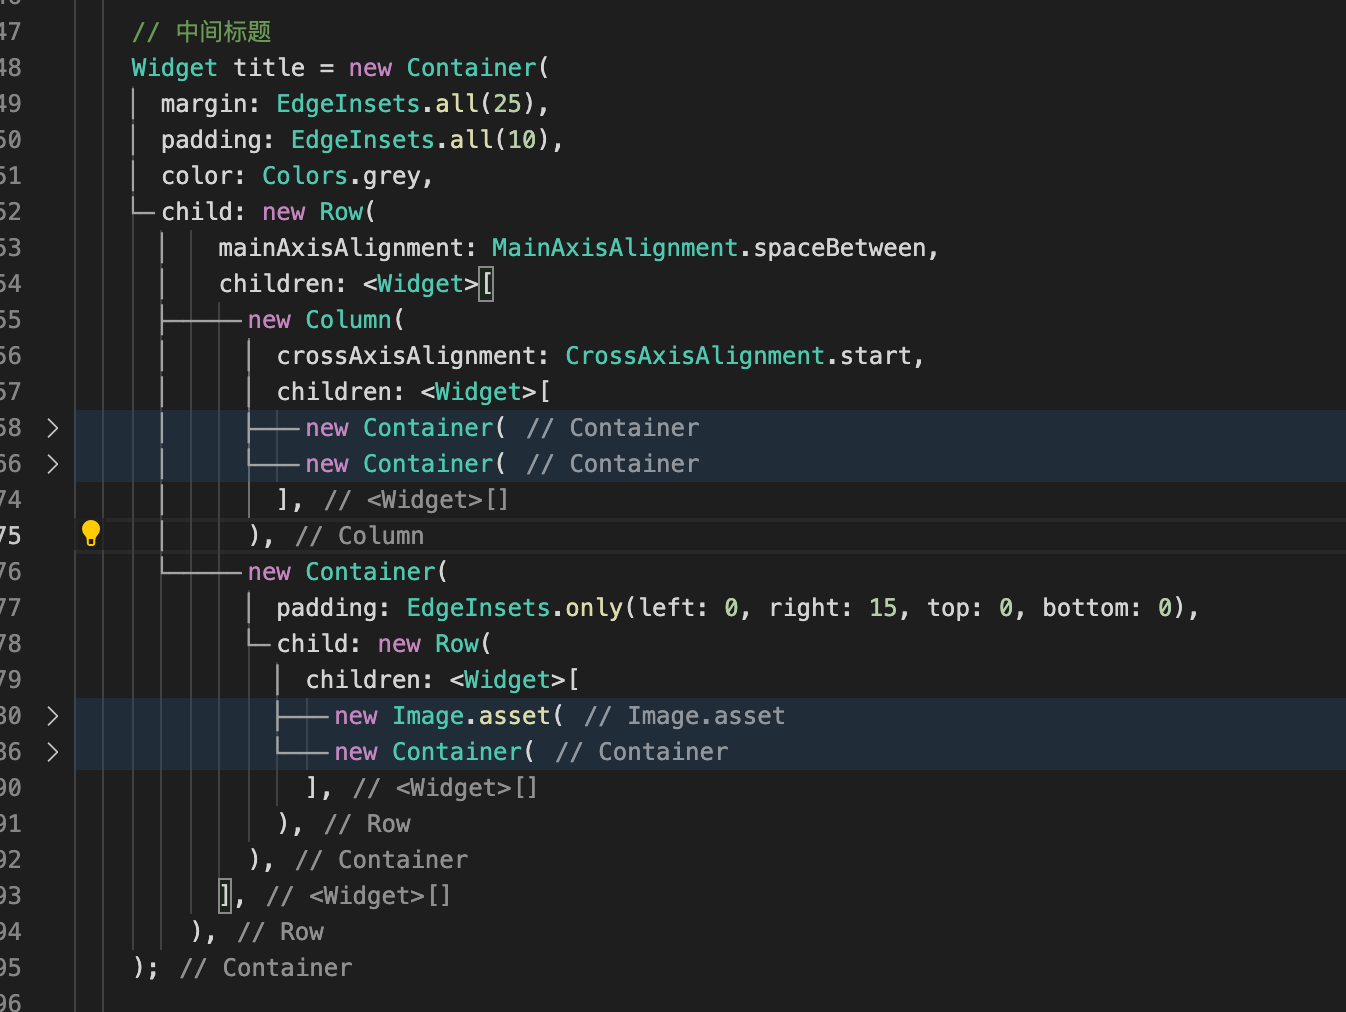 47 // 中间标题
48 Widget title = new Container(
49 margin: EdgeInsets.all(25),
50 padding: EdgeInsets.all(10),
51 color: Colors.grey,
52 child: new Row(
53 mainAxisAlignment: MainAxisAlignment.spaceBetween,
54 children: <Widget>[
55 new Column(
56 crossAxisAlignment: CrossAxisAlignment.start,
57 children: <Widget>[
58 new Container( // Container
66 new Container( // Container
74 ], // <Widget>[]
75 ), // Column
76 new Container(
77 padding: EdgeInsets.only(left: 0, right: 15, top: 0, bottom: 0),
78 child: new Row(
79 children: <Widget>[
80 new Image.asset( // Image.asset
86 new Container( // Container
90 ], // <Widget>[]
91 ), // Row
92 ), // Container
93 ], // <Widget>[]
94 ), // Row
95 ); // Container
96